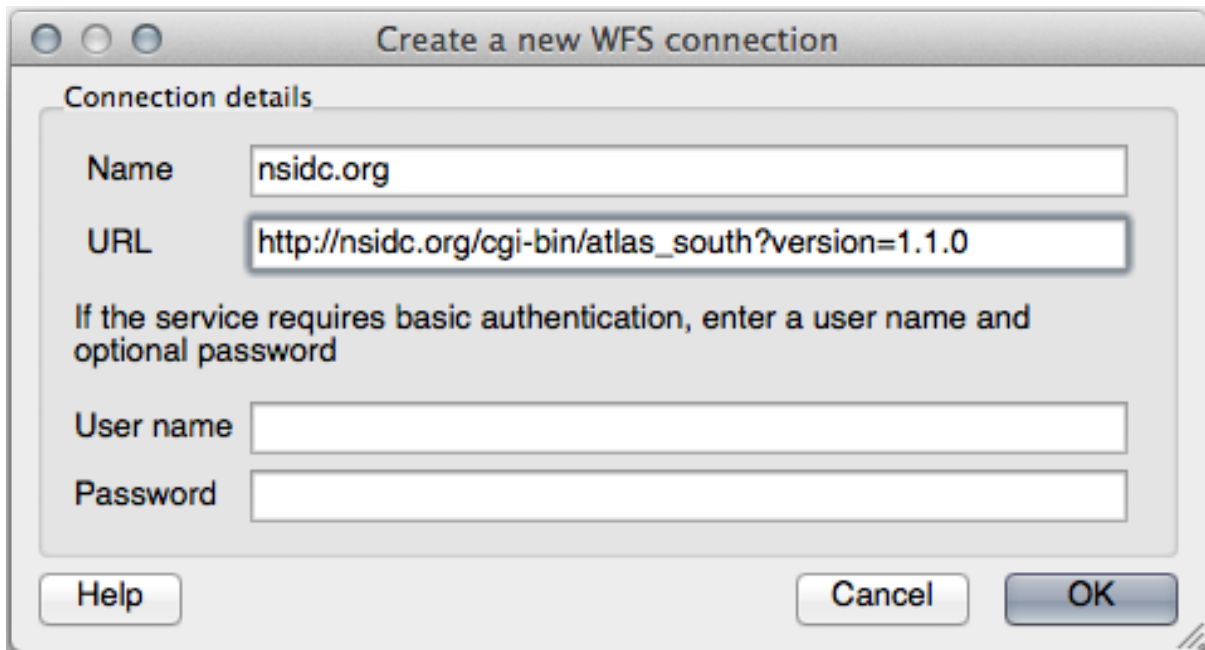 Create a new WFS connection
Connection details
Name nsidc.org
URL http://nsidc.org/cgi-bin/atlas_south?version=1.1.0
If the service requires basic authentication, enter a user name and
optional password
User name
Password
Help Cancel OK